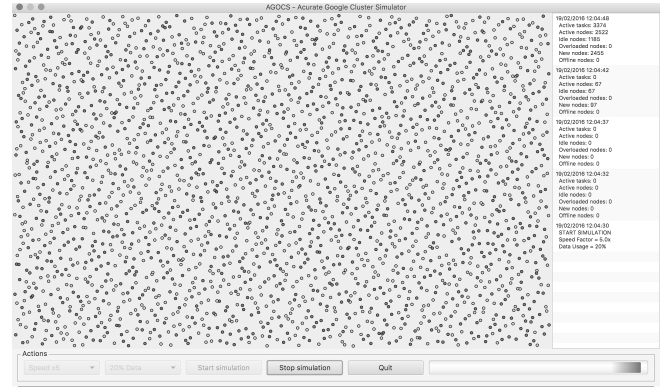 AGOCS - Acurate Google Cluster Simulator
19/02/2016 12:04:48
Active tasks: 3374
Active nodes: 2522
Idle nodes: 1185
Overloaded nodes: 0
New nodes: 2455
Offline nodes: 0
19/02/2016 12:04:42
Active tasks: 0
Active nodes: 67
Idle nodes: 67
Overloaded nodes: 0
New nodes: 97
Offline nodes: 0
19/02/2016 12:04:37
Active tasks: 0
Active nodes: 0
Idle nodes: 0
Overloaded nodes: 0
New nodes: 0
Offline nodes: 0
19/02/2016 12:04:32
Active tasks: 0
Active nodes: 0
Idle nodes: 0
Overloaded nodes: 0
New nodes: 0
Offline nodes: 0
19/02/2016 12:04:30
START SIMULATION
Speed Factor = 5.0x
Data Usage = 20%
Actions
Speed x5
20% Data
Start simulation
Stop simulation
Quit